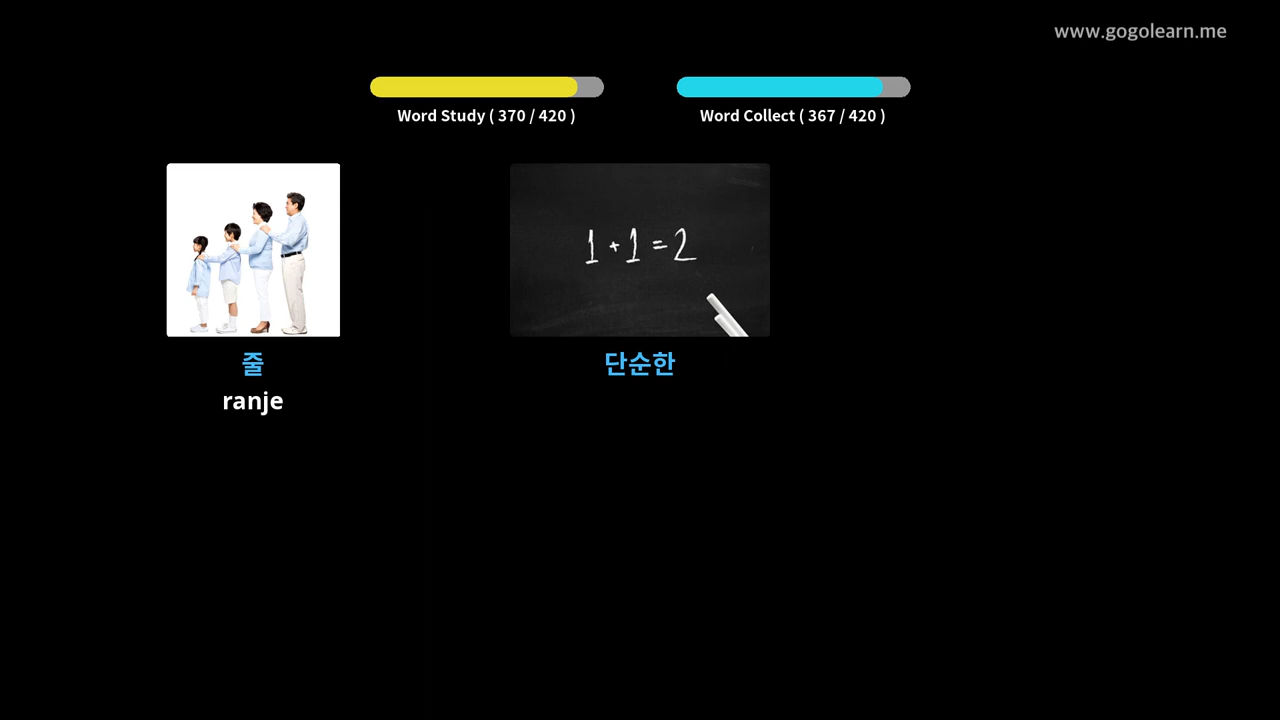 www.gogolearn.me
Word Study ( 370 / 420 )
Word Collect ( 367 / 420 )
1 + 1 = 2
줄
단순한
ranje